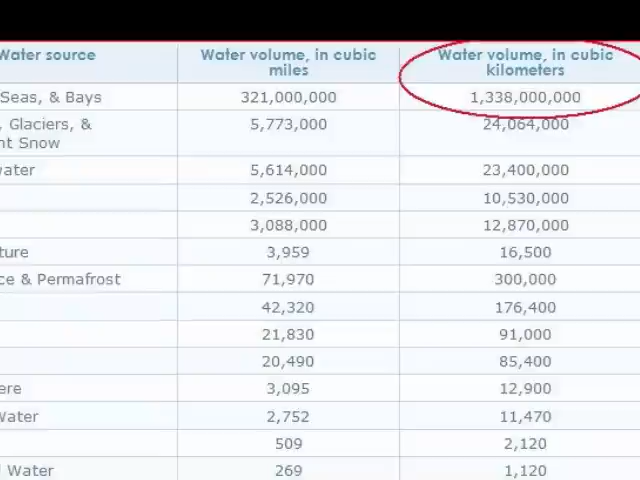 Water source Water volume, in cubic miles Water volume, in cubic kilometers
Seas, & Bays 321,000,000 1,338,000,000
, Glaciers, & 5,773,000 24,064,000
nt Snow
ater 5,614,000 23,400,000
2,526,000 10,530,000
3,088,000 12,870,000
ture 3,959 16,500
ce & Permafrost 71,970 300,000
42,320 176,400
21,830 91,000
20,490 85,400
ere 3,095 12,900
Water 2,752 11,470
509 2,120
l Water 269 1,120